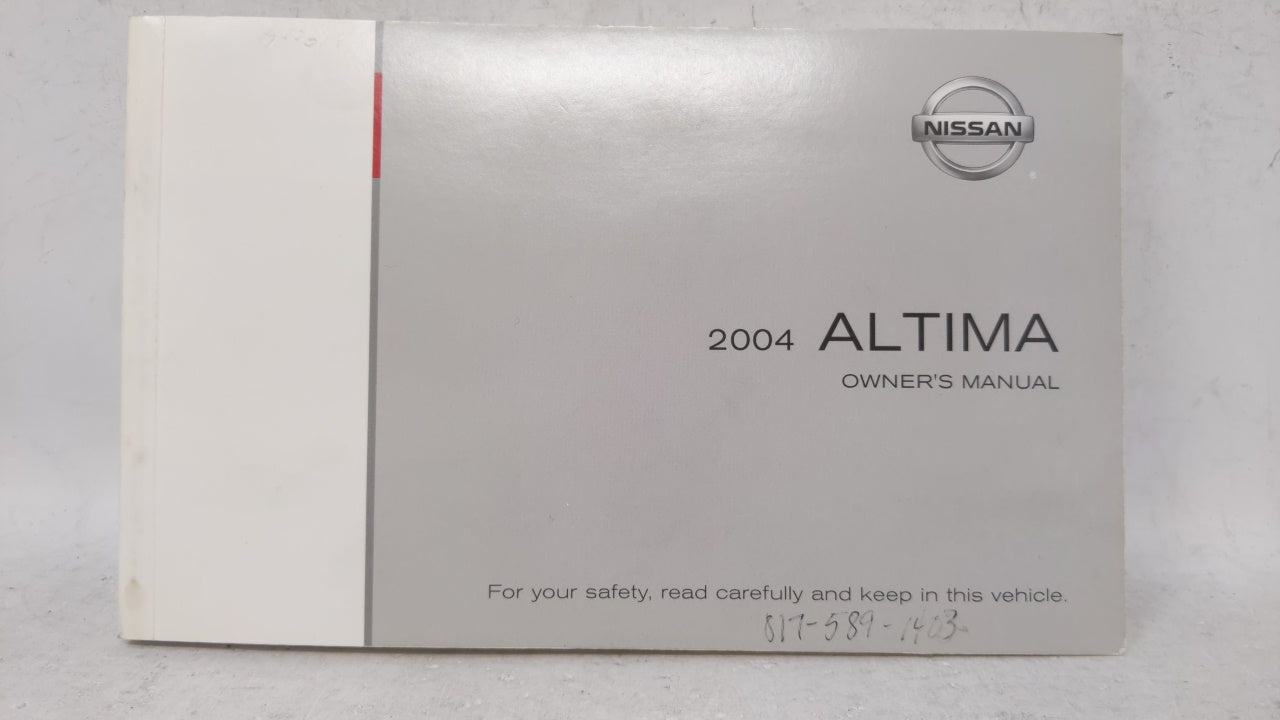 NISSAN
2004 ALTIMA
OWNER'S MANUAL
For your safety, read carefully and keep in this vehicle.
817-589-1403